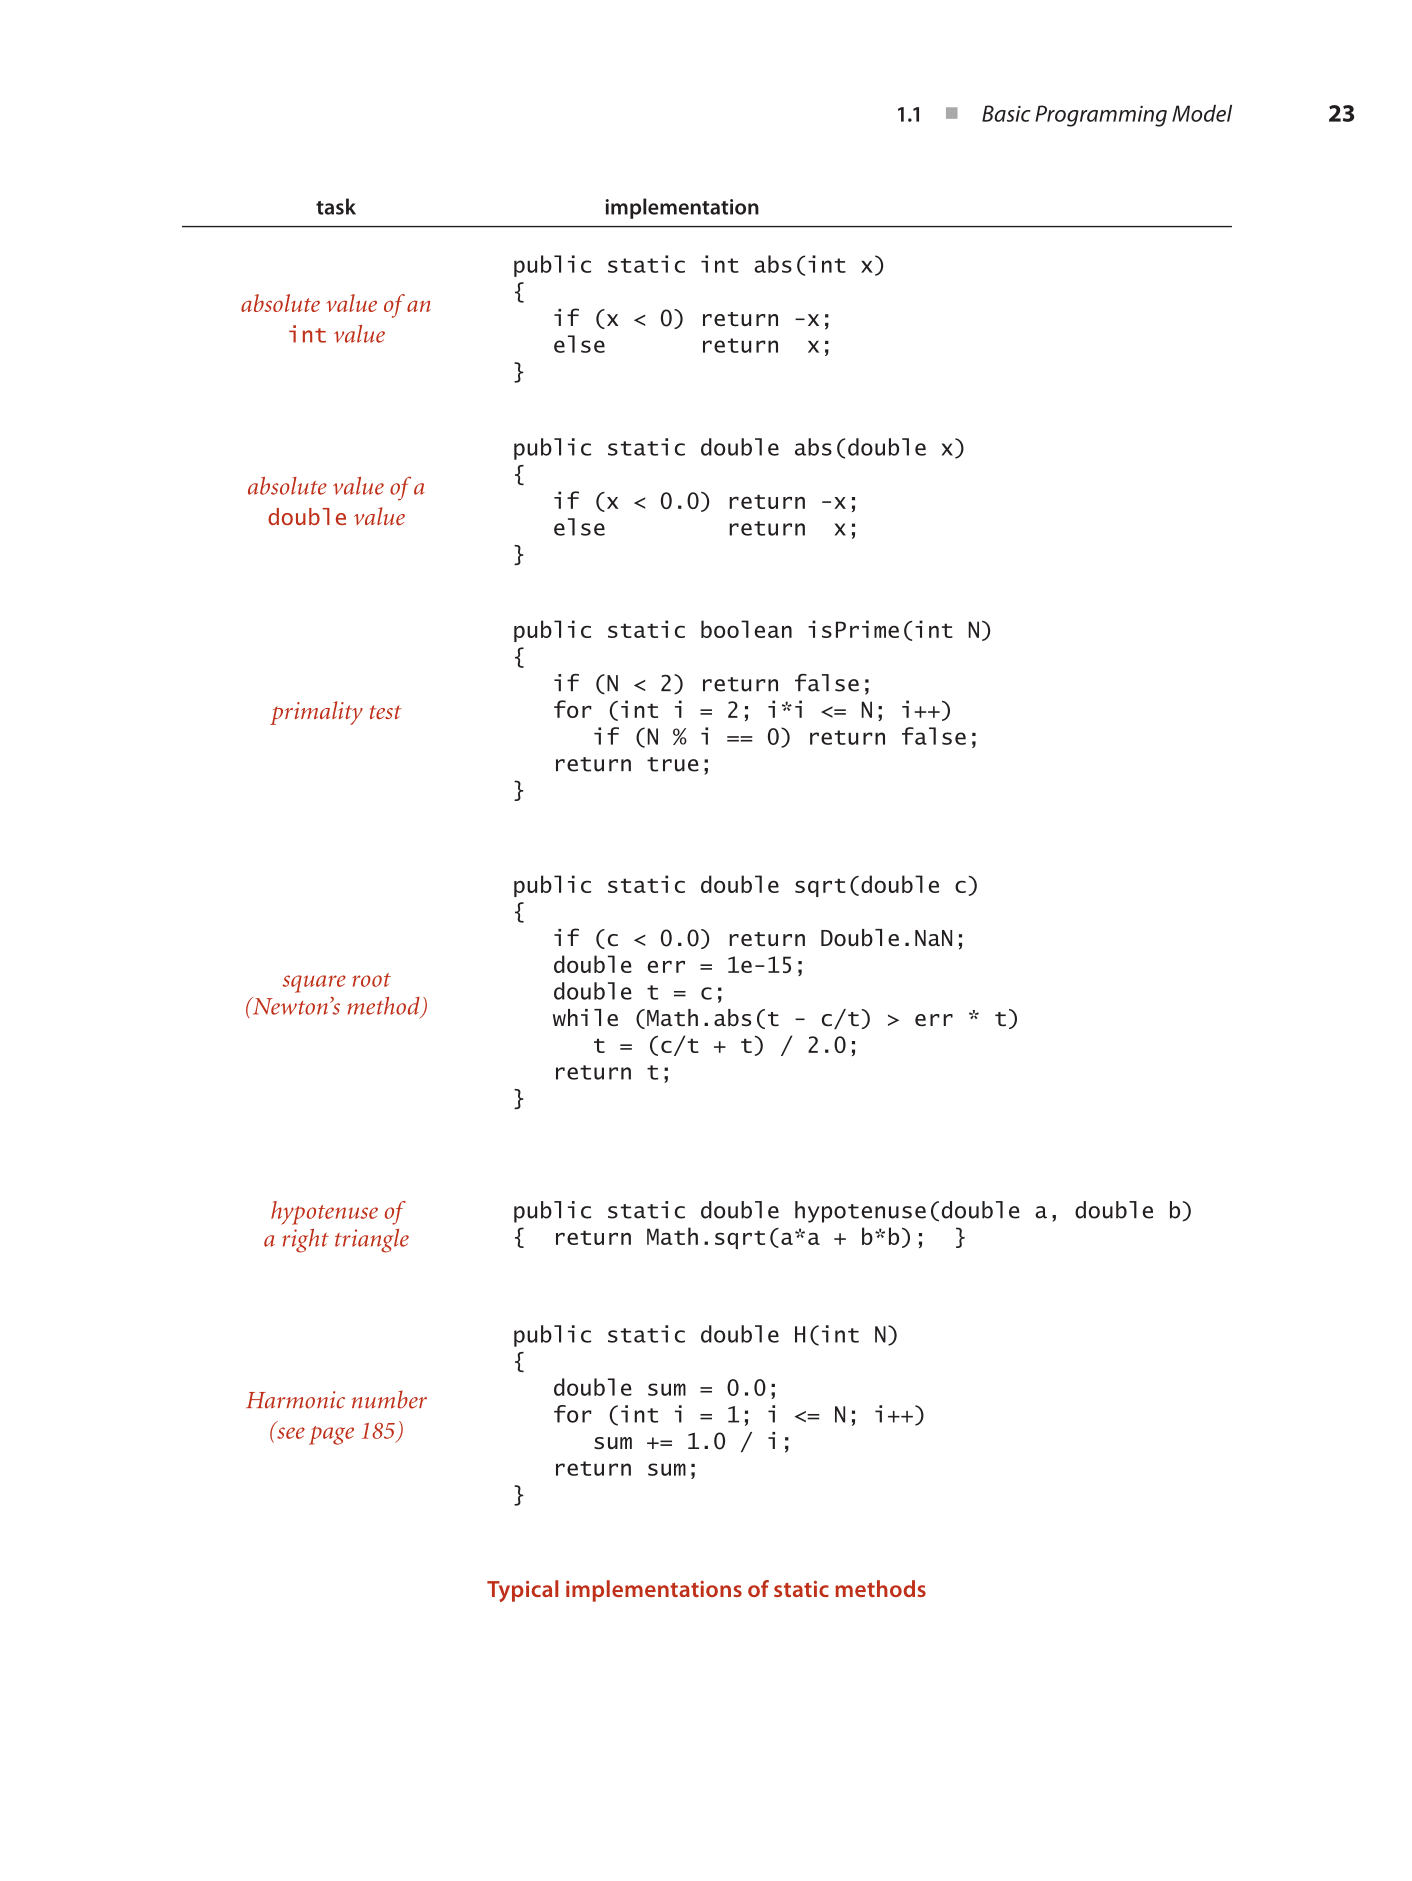 1.1 ■ Basic Programming Model 23
task implementation
absolute value of an
int value
public static int abs(int x)
{
   if (x < 0) return -x;
   else       return  x;
}
absolute value of a
double value
public static double abs(double x)
{
   if (x < 0.0) return -x;
   else         return  x;
}
primality test
public static boolean isPrime(int N)
{
   if (N < 2) return false;
   for (int i = 2; i*i <= N; i++)
      if (N % i == 0) return false;
   return true;
}
square root
(Newton’s method)
public static double sqrt(double c)
{
   if (c < 0.0) return Double.NaN;
   double err = 1e-15;
   double t = c;
   while (Math.abs(t - c/t) > err * t)
      t = (c/t + t) / 2.0;
   return t;
}
hypotenuse of
a right triangle
public static double hypotenuse(double a, double b)
{  return Math.sqrt(a*a + b*b);  }
Harmonic number
(see page 185)
public static double H(int N)
{
   double sum = 0.0;
   for (int i = 1; i <= N; i++)
      sum += 1.0 / i;
   return sum;
}
Typical implementations of static methods